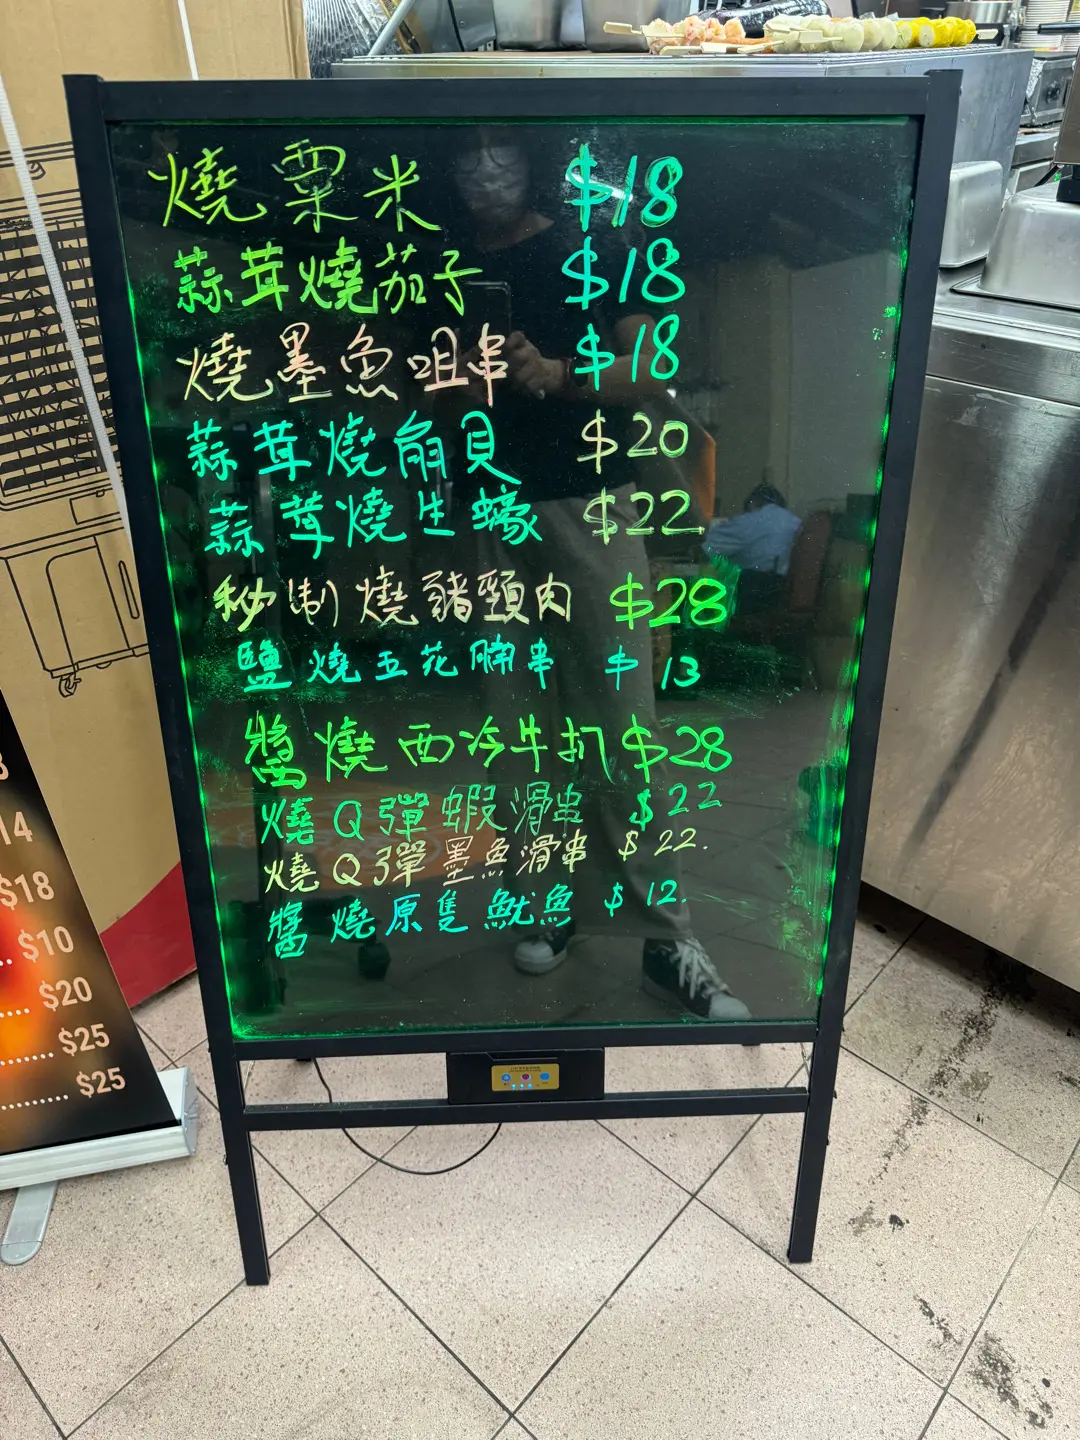 燒粟米 $18
蒜茸燒茄子 $18
燒墨魚咀串 $18
蒜茸燒扇貝 $20
蒜茸燒生蠔 $22
秘制燒豬頸肉 $28
鹽燒五花腩串 $13
醬燒西冷牛扒 $28
燒Q彈蝦滑串 $22
燒Q彈墨魚滑串 $22.
醬燒原隻魷魚 $12.
14
$18
.. $10
.... $20
....... $25
......... $25